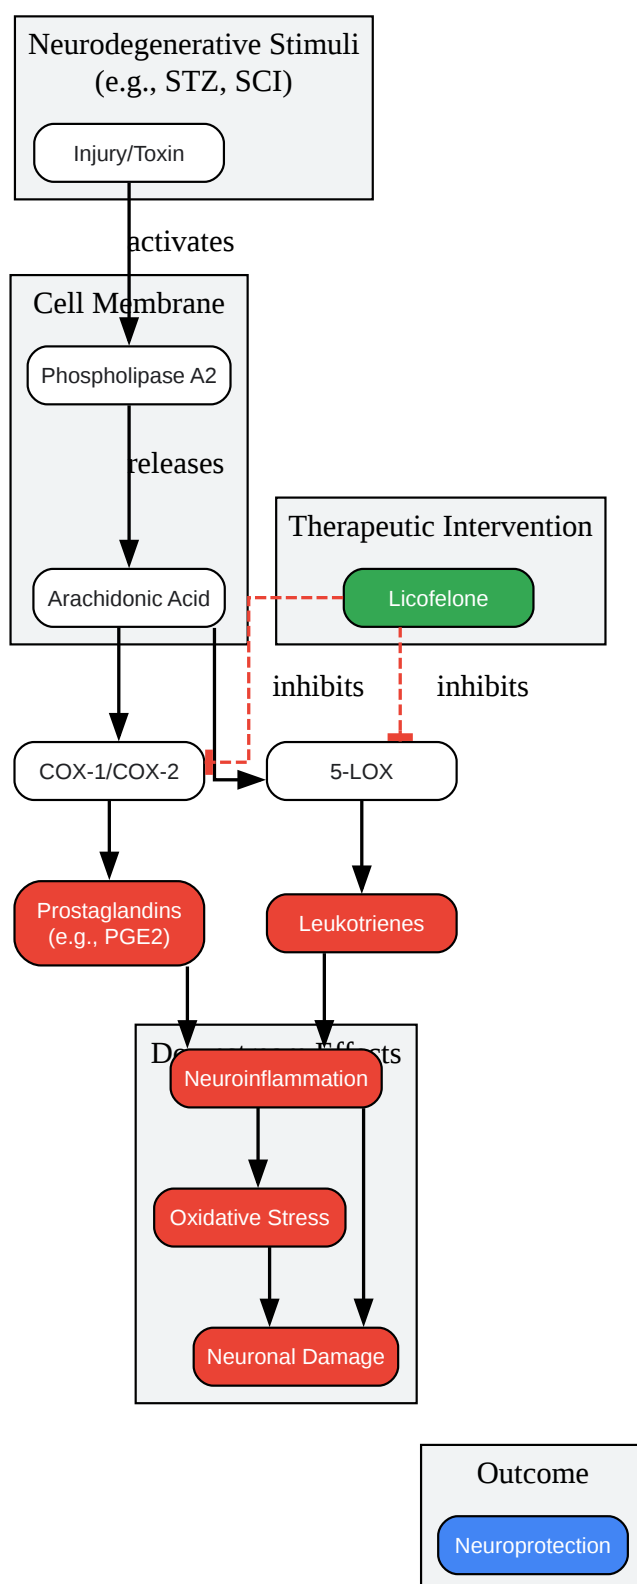 Neurodegenerative Stimuli
(e.g., STZ, SCI)
Injury/Toxin
activates
Cell Membrane
Phospholipase A2
releases
Therapeutic Intervention
Arachidonic Acid
Licofelone
inhibits
inhibits
COX-1/COX-2
5-LOX
Prostaglandins
(e.g., PGE2)
Leukotrienes
Effects
Neuroinflammation
Oxidative Stress
Neuronal Damage
Outcome
Neuroprotection